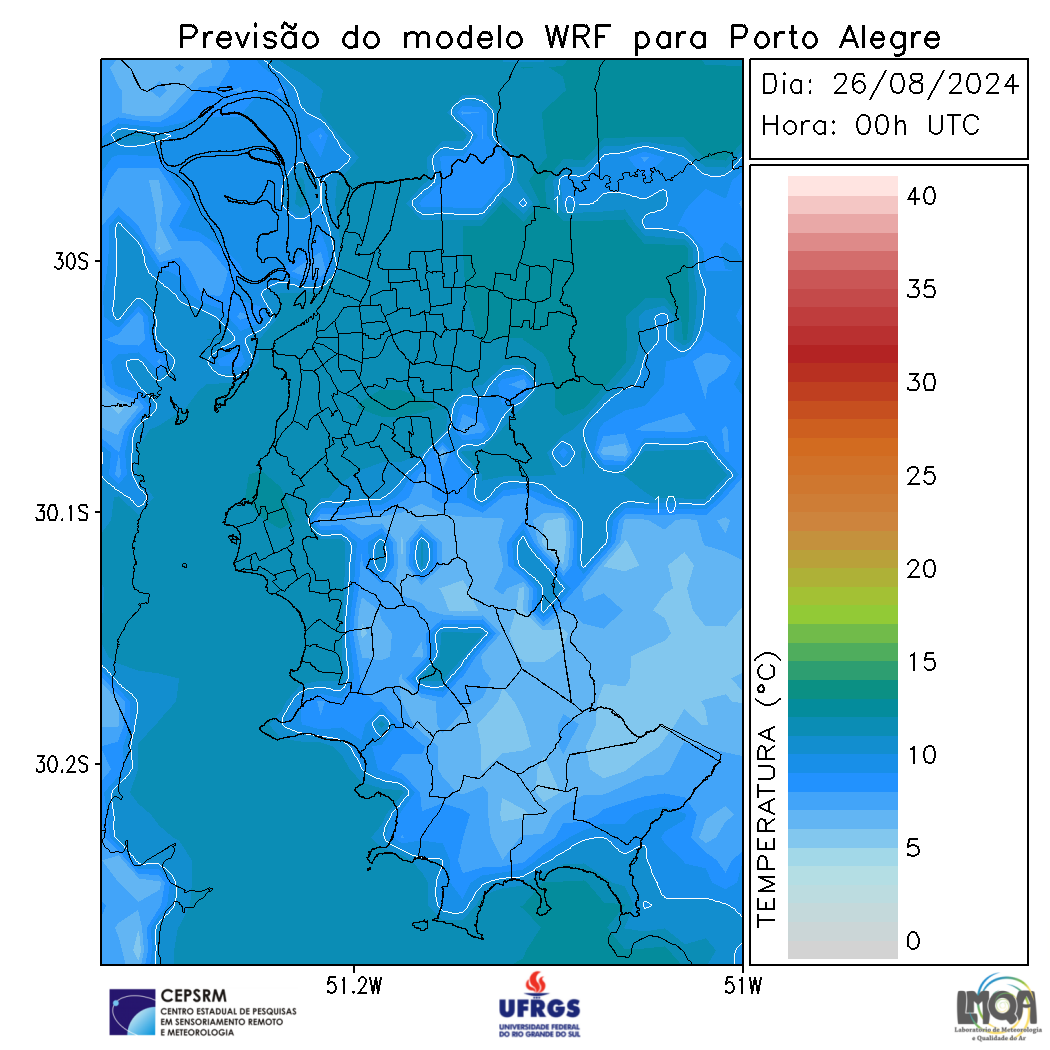 Previsão do modelo WRF para Porto Alegre
Dia: 26/08/2024
Hora: 00h UTC
30S
30.1S
30.2S
51.2W
51W
10
10
TEMPERATURA (°C)
40
35
30
25
20
15
10
5
0
CEPSRM
CENTRO ESTADUAL DE PESQUISAS
EM SENSORIAMENTO REMOTO
E METEOROLOGIA
UFRGS
UNIVERSIDADE FEDERAL
DO RIO GRANDE DO SUL
LMQA
Laboratório de Meteorologia
e Qualidade do Ar